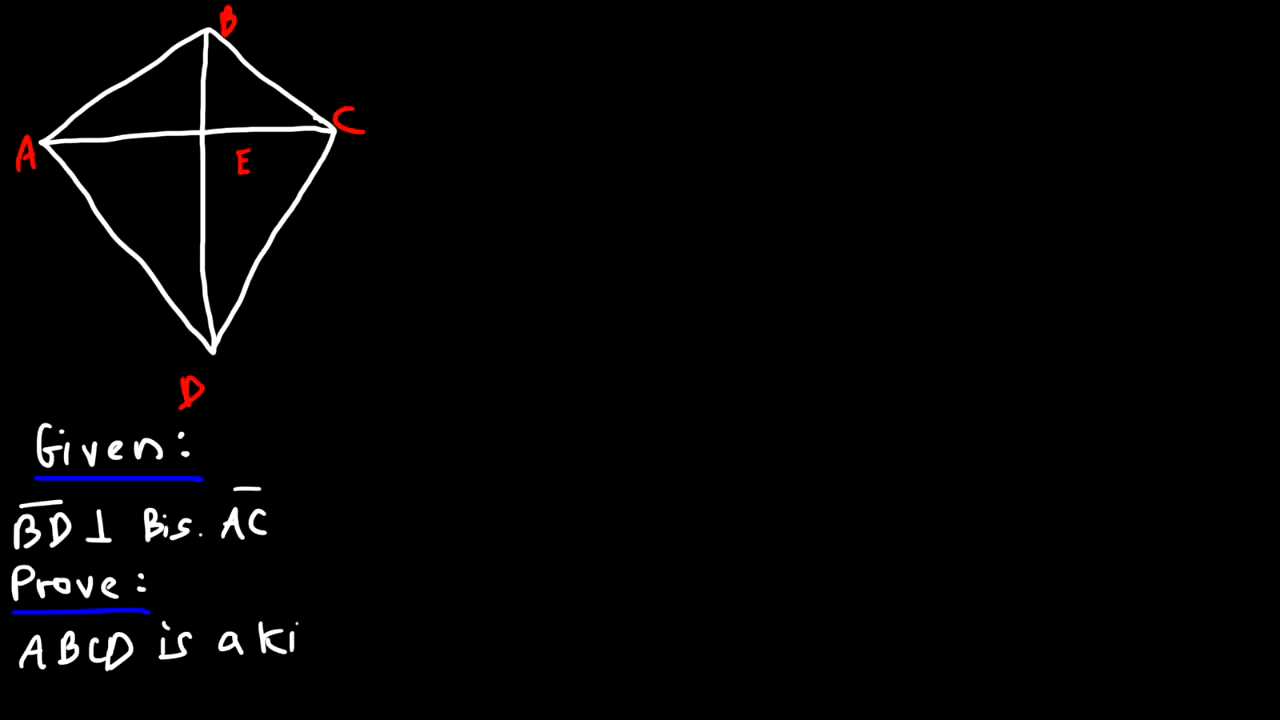 B
A
C
E
D
Given:
BD ⊥ Bis. AC
Prove:
ABCD is a ki